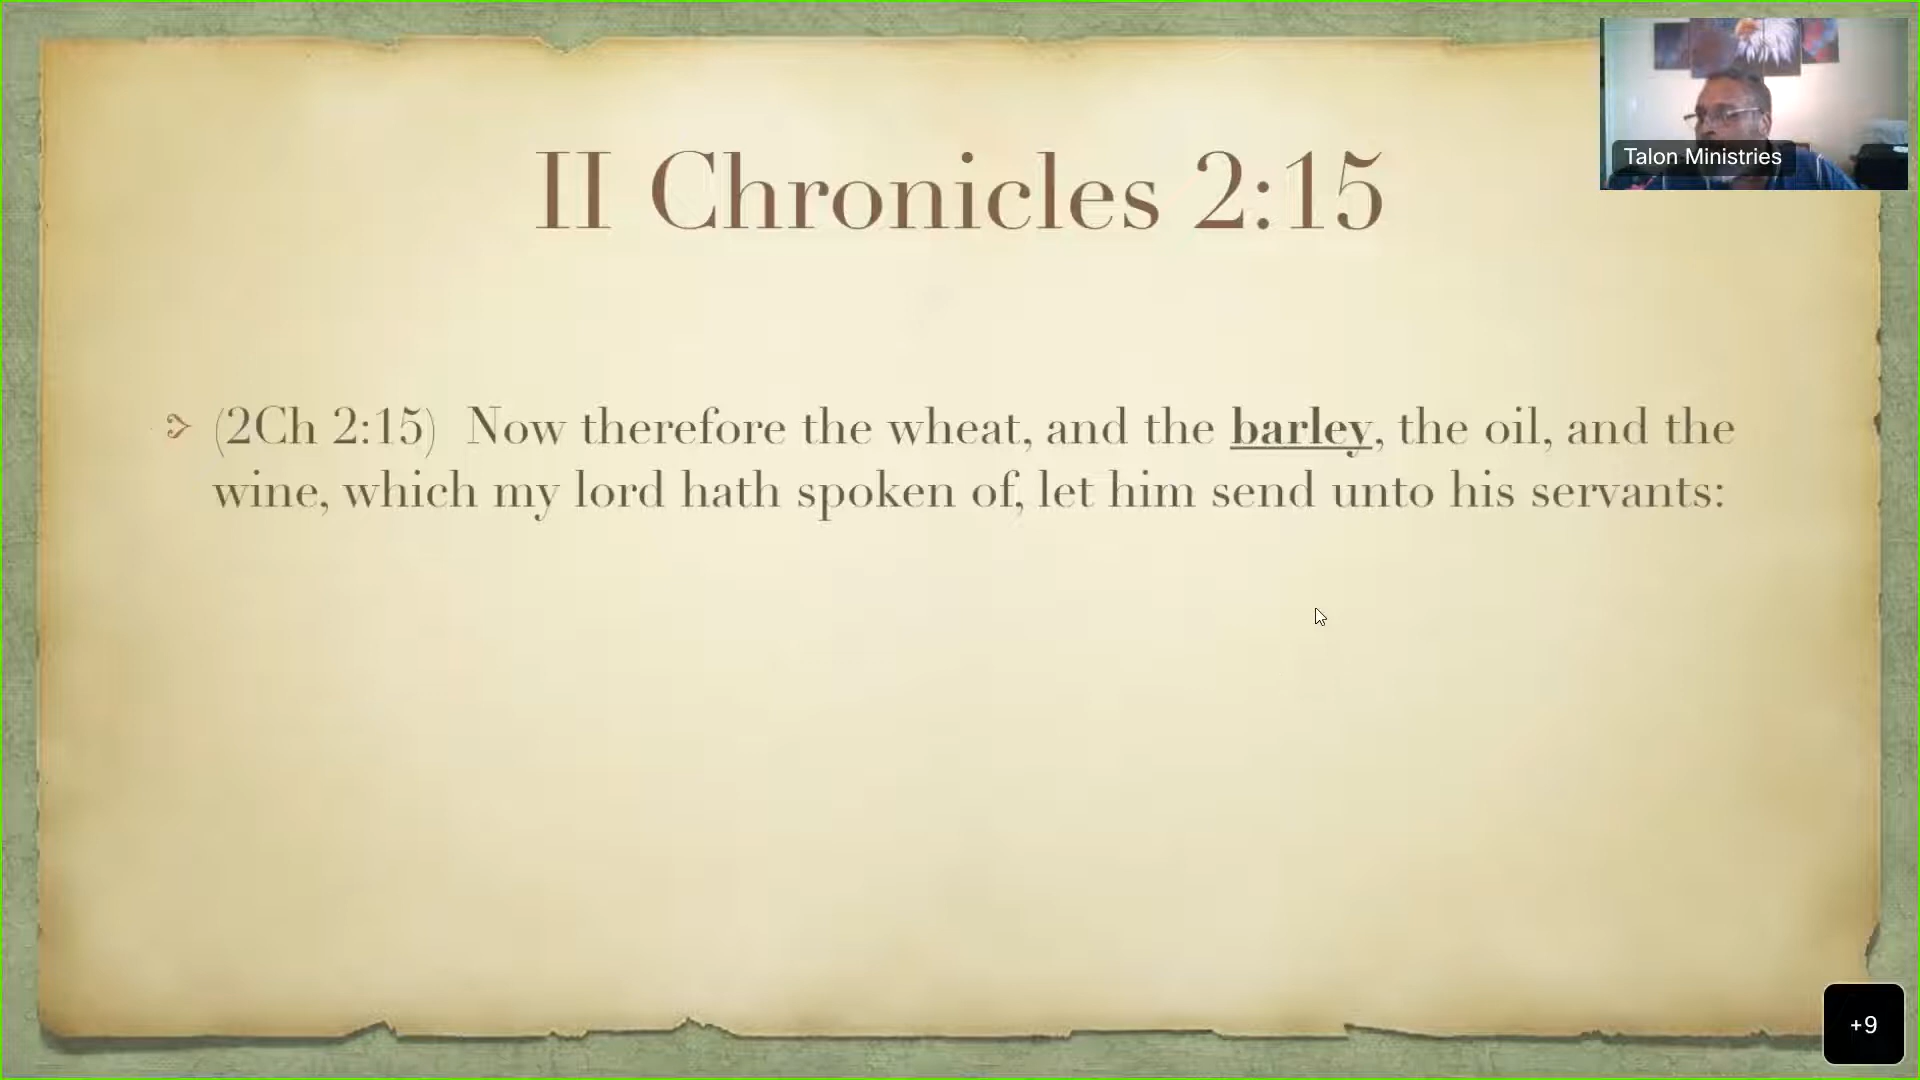 Talon Ministries
II Chronicles 2:15
(2Ch 2:15)  Now therefore the wheat, and the barley, the oil, and the
wine, which my lord hath spoken of, let him send unto his servants:
+9